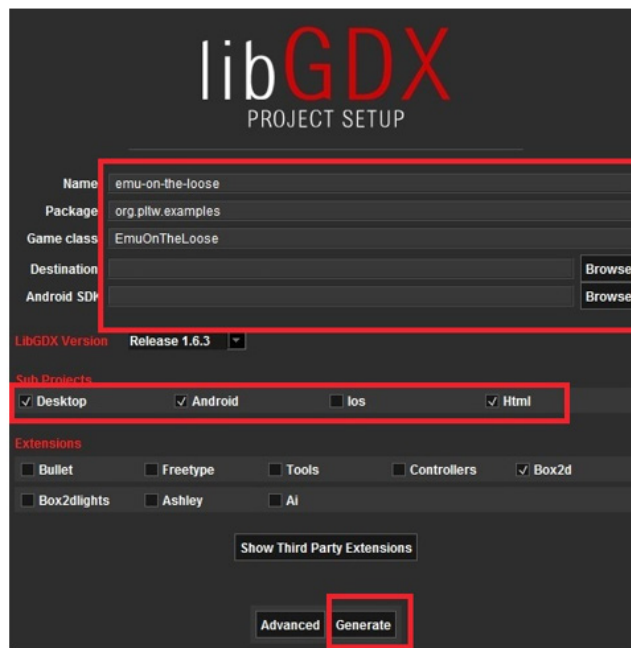 libGDX
PROJECT SETUP
Name emu-on-the-loose
Package org.pltw.examples
Game class EmuOnTheLoose
Destination Browse
Android SDK Browse
LibGDX Version Release 1.6.3
Sub Projects
Desktop Android Ios Html
Extensions
Bullet Freetype Tools Controllers Box2d
Box2dlights Ashley Ai
Show Third Party Extensions
Advanced Generate